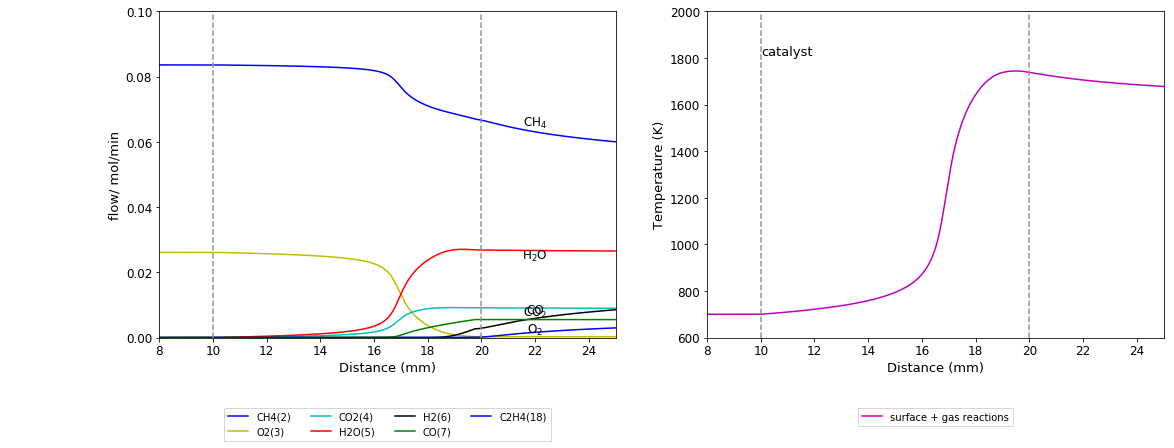 0.10
0.08
0.06
0.04
0.02
0.00
flow/ mol/min
CH₄
H₂O
CO
CO₂
O₂
8 10 12 14 16 18 20 22 24
Distance (mm)
CH4(2) CO2(4) H2(6) C2H4(18)
O2(3) H2O(5) CO(7)
2000
1800
1600
1400
1200
1000
800
600
Temperature (K)
catalyst
8 10 12 14 16 18 20 22 24
Distance (mm)
surface + gas reactions